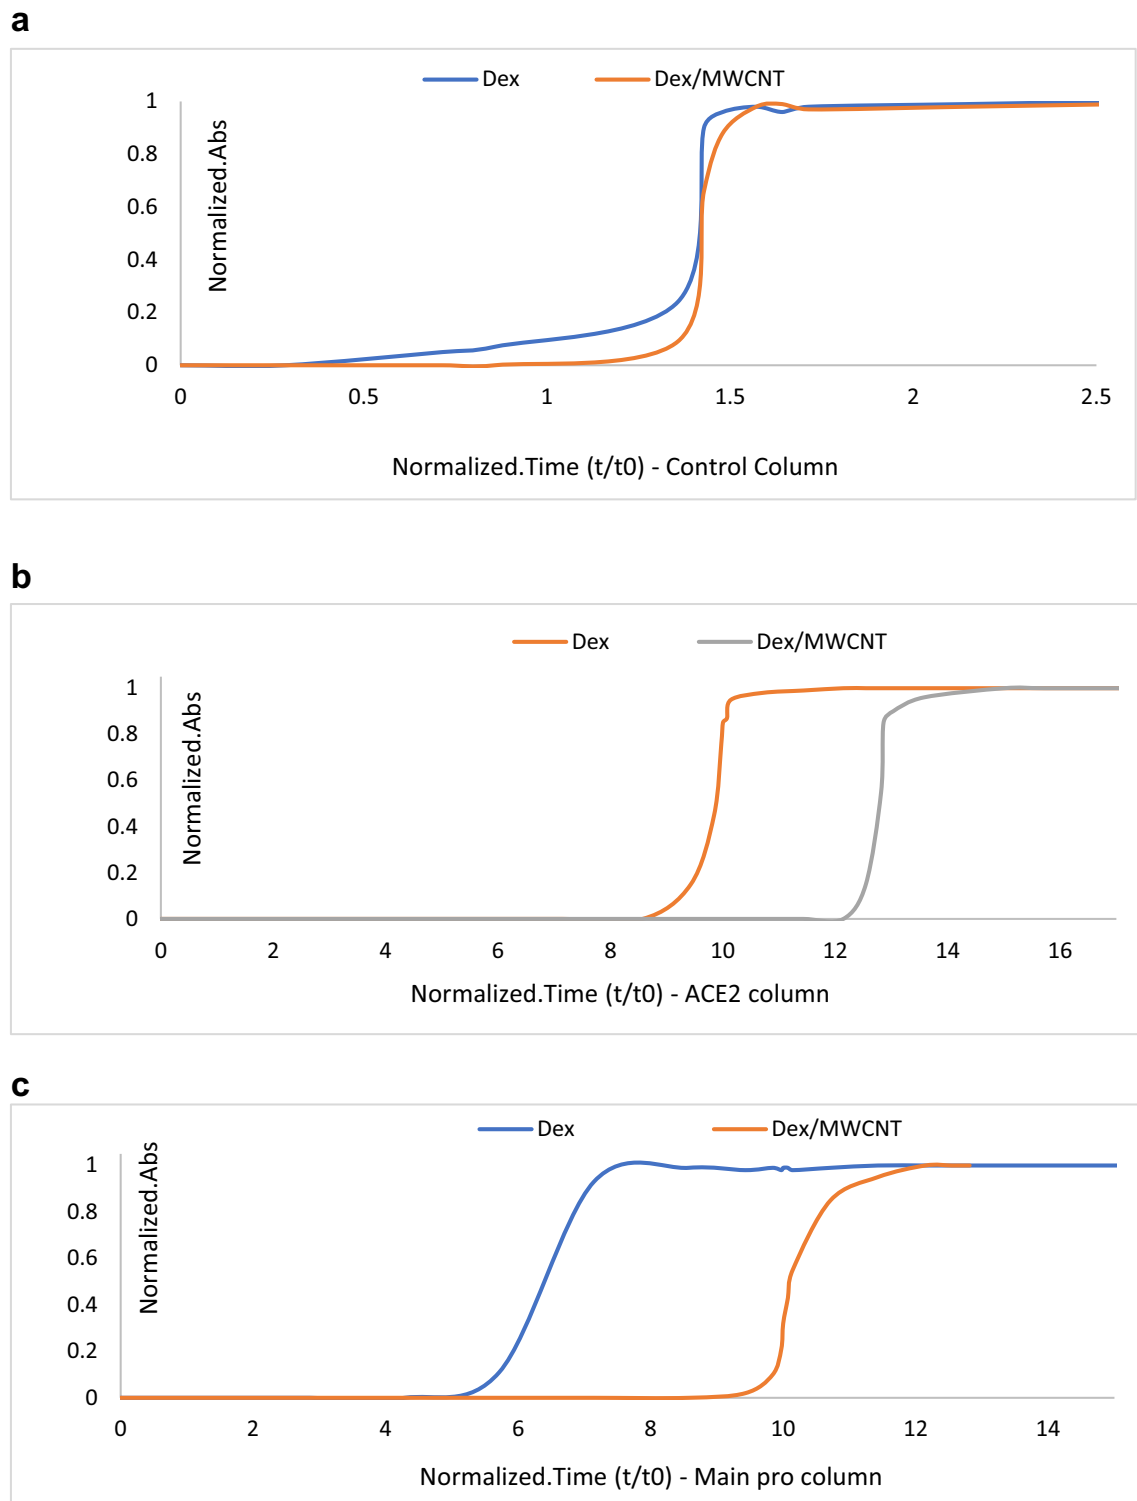 a
Dex Dex/MWCNT
Normalized.Abs
1
0.8
0.6
0.4
0.2
0
0 0.5 1 1.5 2 2.5
Normalized.Time (t/t0) - Control Column
b
Dex Dex/MWCNT
Normalized.Abs
1
0.8
0.6
0.4
0.2
0
0 2 4 6 8 10 12 14 16
Normalized.Time (t/t0) - ACE2 column
c
Dex Dex/MWCNT
Normalized.Abs
1
0.8
0.6
0.4
0.2
0
0 2 4 6 8 10 12 14
Normalized.Time (t/t0) - Main pro column